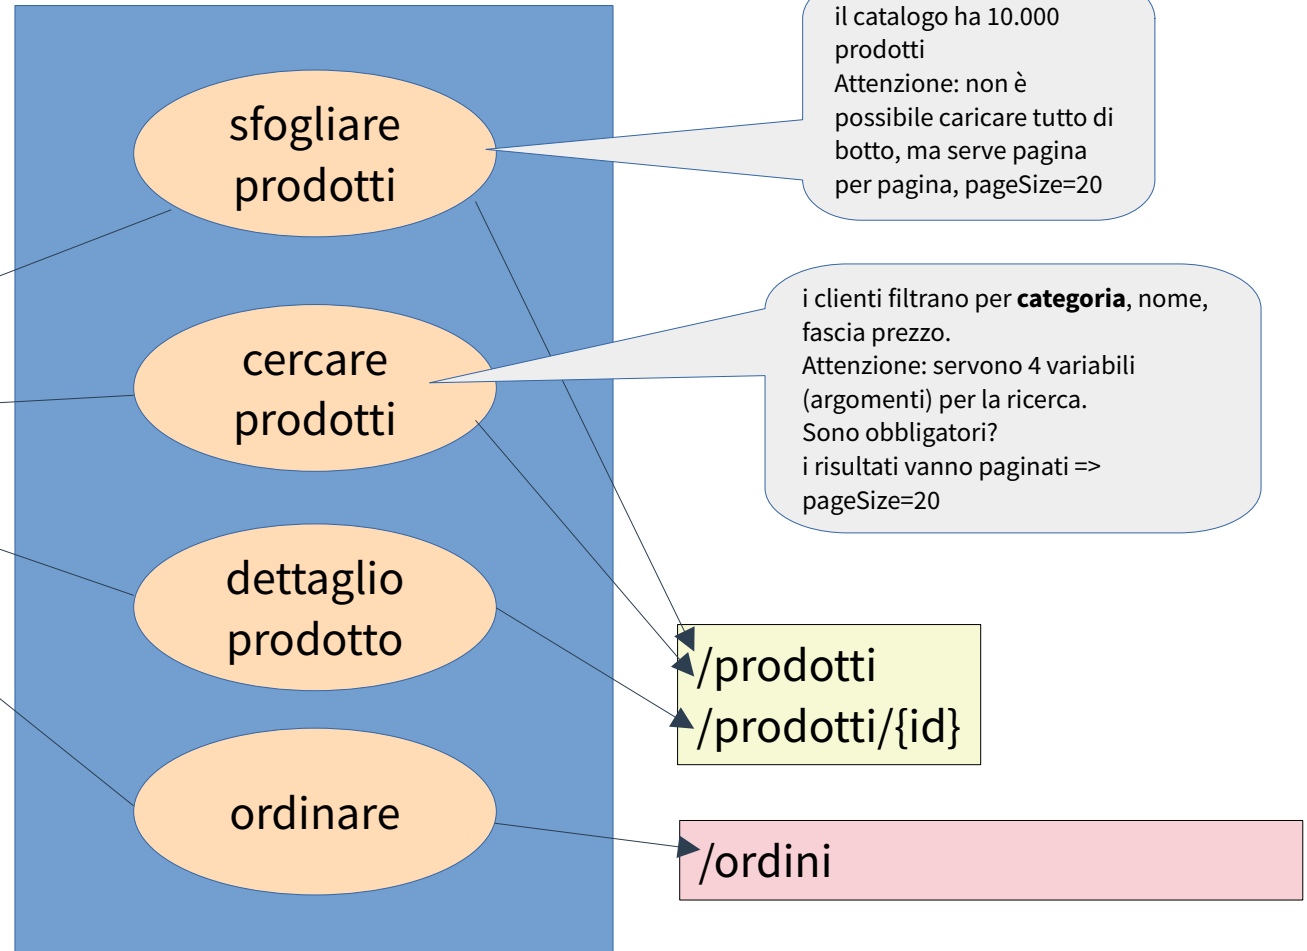 il catalogo ha 10.000
prodotti
Attenzione: non è
possibile caricare tutto di
botto, ma serve pagina
per pagina, pageSize=20
sfogliare
prodotti
i clienti filtrano per categoria, nome,
fascia prezzo.
Attenzione: servono 4 variabili
(argomenti) per la ricerca.
Sono obbligatori?
i risultati vanno paginati =>
pageSize=20
cercare
prodotti
dettaglio
prodotto
/prodotti
/prodotti/{id}
ordinare
/ordini